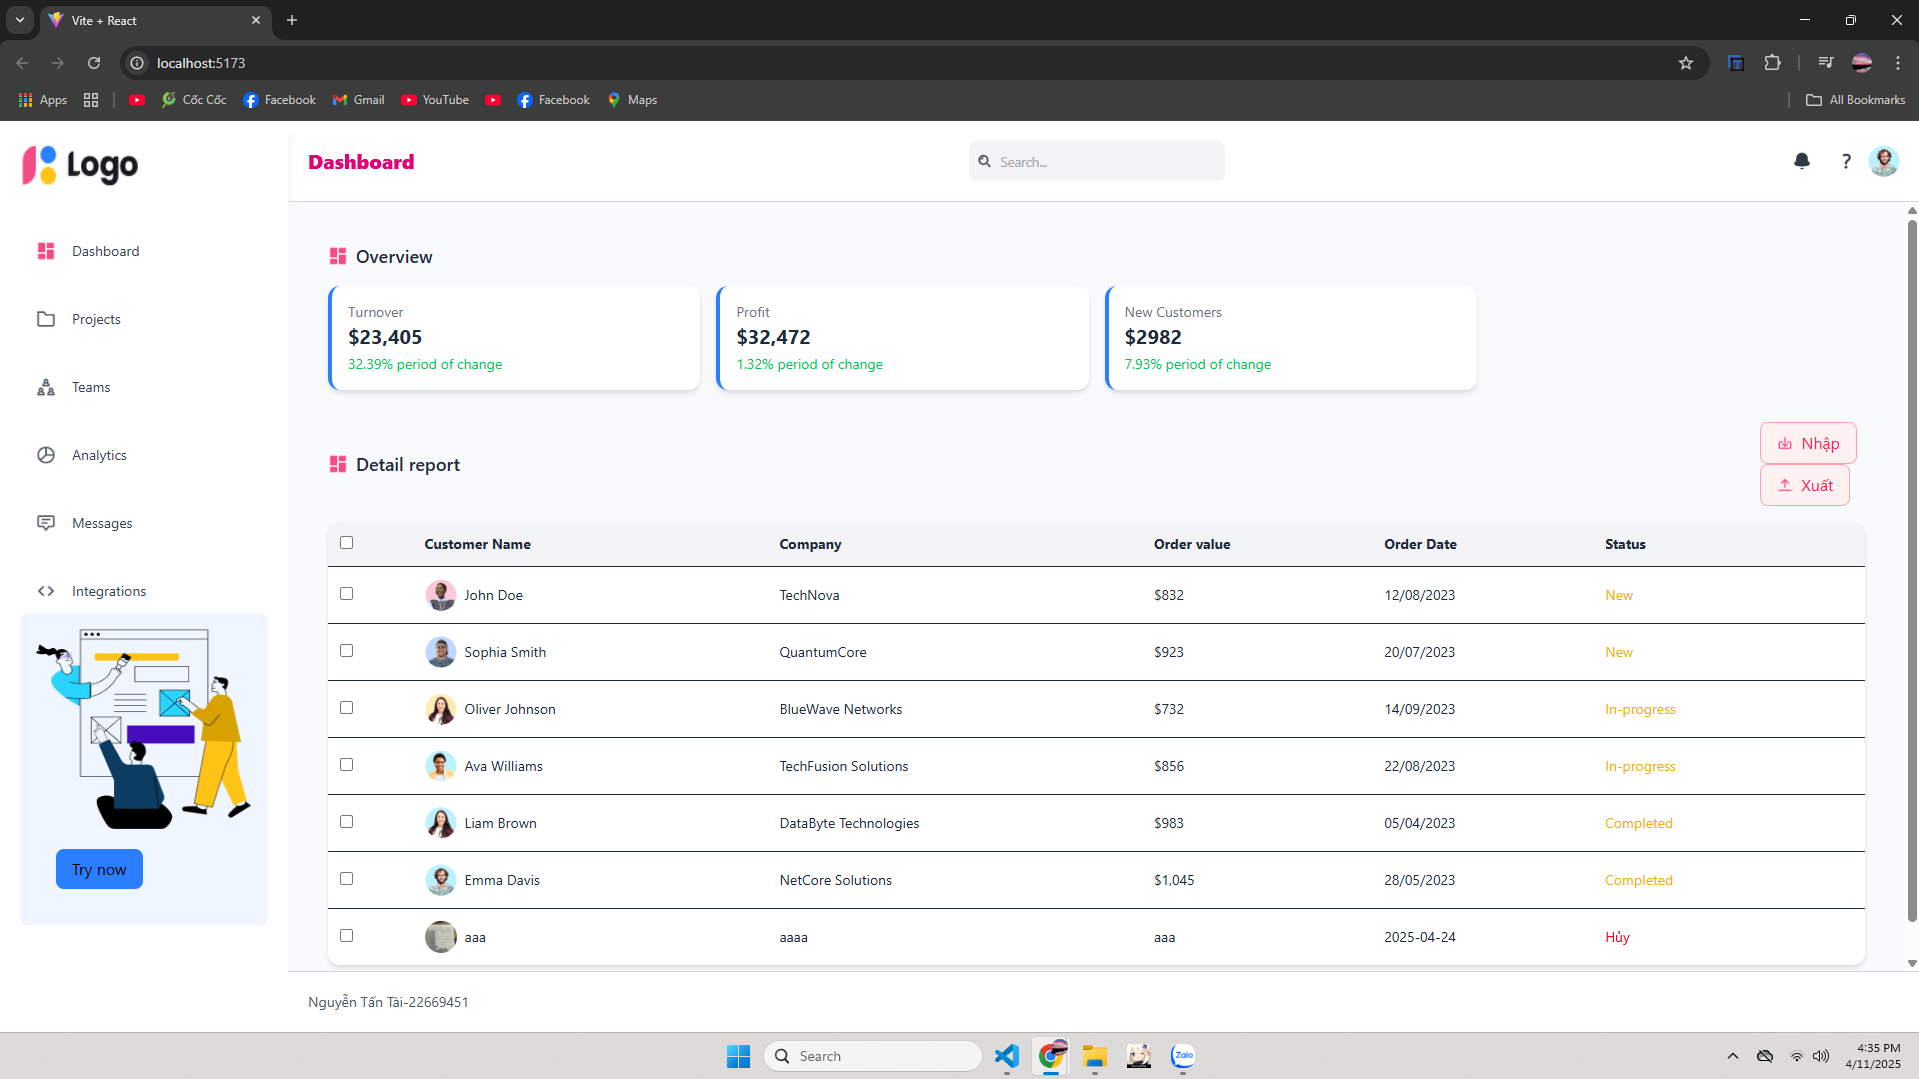 Vite + React
localhost:5173
Apps
Cốc Cốc
Facebook
Gmail
YouTube
Facebook
Maps
All Bookmarks
Logo
Dashboard
Search...
?
Dashboard
Projects
Teams
Analytics
Messages
Integrations
Try now
Overview
Turnover
$23,405
32.39% period of change
Profit
$32,472
1.32% period of change
New Customers
$2982
7.93% period of change
Detail report
Nhập
Xuất
Customer Name Company Order value Order Date Status
John Doe TechNova $832 12/08/2023 New
Sophia Smith QuantumCore $923 20/07/2023 New
Oliver Johnson BlueWave Networks $732 14/09/2023 In-progress
Ava Williams TechFusion Solutions $856 22/08/2023 In-progress
Liam Brown DataByte Technologies $983 05/04/2023 Completed
Emma Davis NetCore Solutions $1,045 28/05/2023 Completed
aaa aaaa aaa 2025-04-24 Hủy
Nguyễn Tấn Tài-22669451
Search
Zalo
4:35 PM
4/11/2025